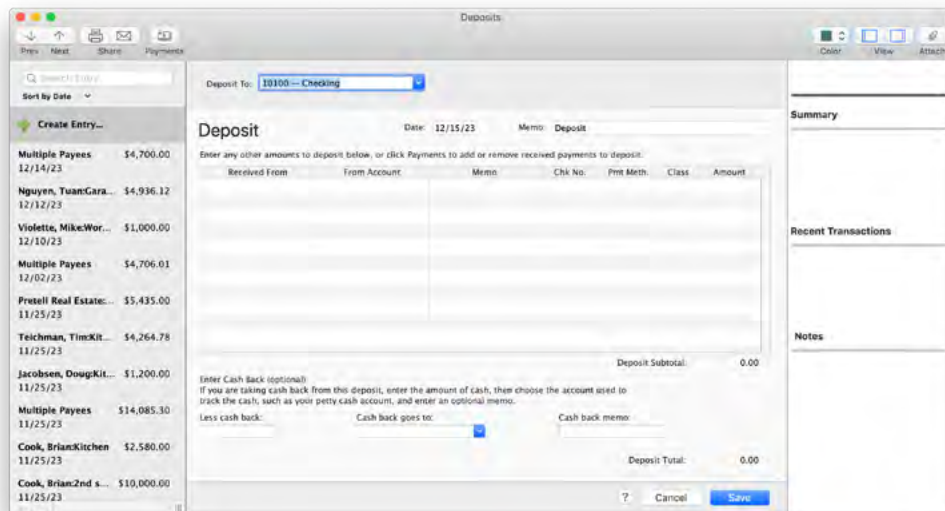 Deposits
Prev Next Share Payments Color View Attach
Search Entry
Sort by Date
Create Entry...
Multiple Payees $4,700.00
12/14/23
Nguyen, Tuan:Gara... $4,936.12
12/12/23
Violette, Mike:Wor... $1,000.00
12/10/23
Multiple Payees $4,706.01
12/02/23
Pretell Real Estate:... $5,435.00
11/25/23
Teichman, Tim:Kit... $4,264.78
11/25/23
Jacobsen, Doug:Kit... $1,200.00
11/25/23
Multiple Payees $14,085.30
11/25/23
Cook, Brian:Kitchen $2,580.00
11/25/23
Cook, Brian:2nd s... $10,000.00
11/25/23
Deposit To: 10100 -- Checking
Deposit Date: 12/15/23 Memo: Deposit
Enter any other amounts to deposit below, or click Payments to add or remove received payments to deposit.
Received From From Account Memo Chk No. Pmt Meth. Class Amount
Deposit Subtotal: 0.00
Enter Cash Back (optional)
If you are taking cash back from this deposit, enter the amount of cash, then choose the account used to
track the cash, such as your petty cash account, and enter an optional memo.
Less cash back: Cash back goes to: Cash back memo:
Deposit Total: 0.00
? Cancel Save
Summary
Recent Transactions
Notes